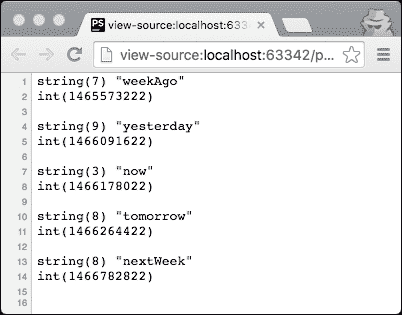 view-source:localhost:633
view-source:localhost:63342/p...
1 string(7) "weekAgo"
2 int(1465573222)
3
4 string(9) "yesterday"
5 int(1466091622)
6
7 string(3) "now"
8 int(1466178022)
9
10 string(8) "tomorrow"
11 int(1466264422)
12
13 string(8) "nextWeek"
14 int(1466782822)
15
16